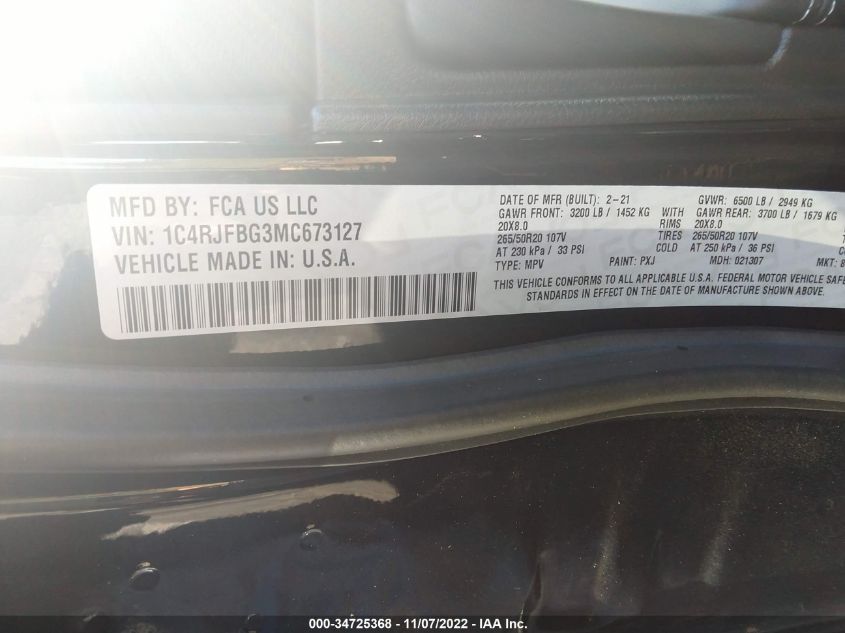 MFD BY: FCA US LLC
VIN: 1C4RJFBG3MC673127
VEHICLE MADE IN: U.S.A.
DATE OF MFR (BUILT): 2-21 GVWR: 6500 LB / 2949 KG
GAWR FRONT: 3200 LB / 1452 KG GAWR REAR: 3700 LB / 1679 KG
20X8.0 RIMS 20X8.0
265/50R20 107V TIRES 265/50R20 107V
AT 230 kPa / 33 PSI COLD AT 250 kPa / 36 PSI
TYPE: MPV PAINT: PXJ MDH: 021307 MKT:
THIS VEHICLE CONFORMS TO ALL APPLICABLE U.S.A. FEDERAL MOTOR VEHICLE
STANDARDS IN EFFECT ON THE DATE OF MANUFACTURE SHOWN ABOVE.
000-34725368 - 11/07/2022 - IAA Inc.